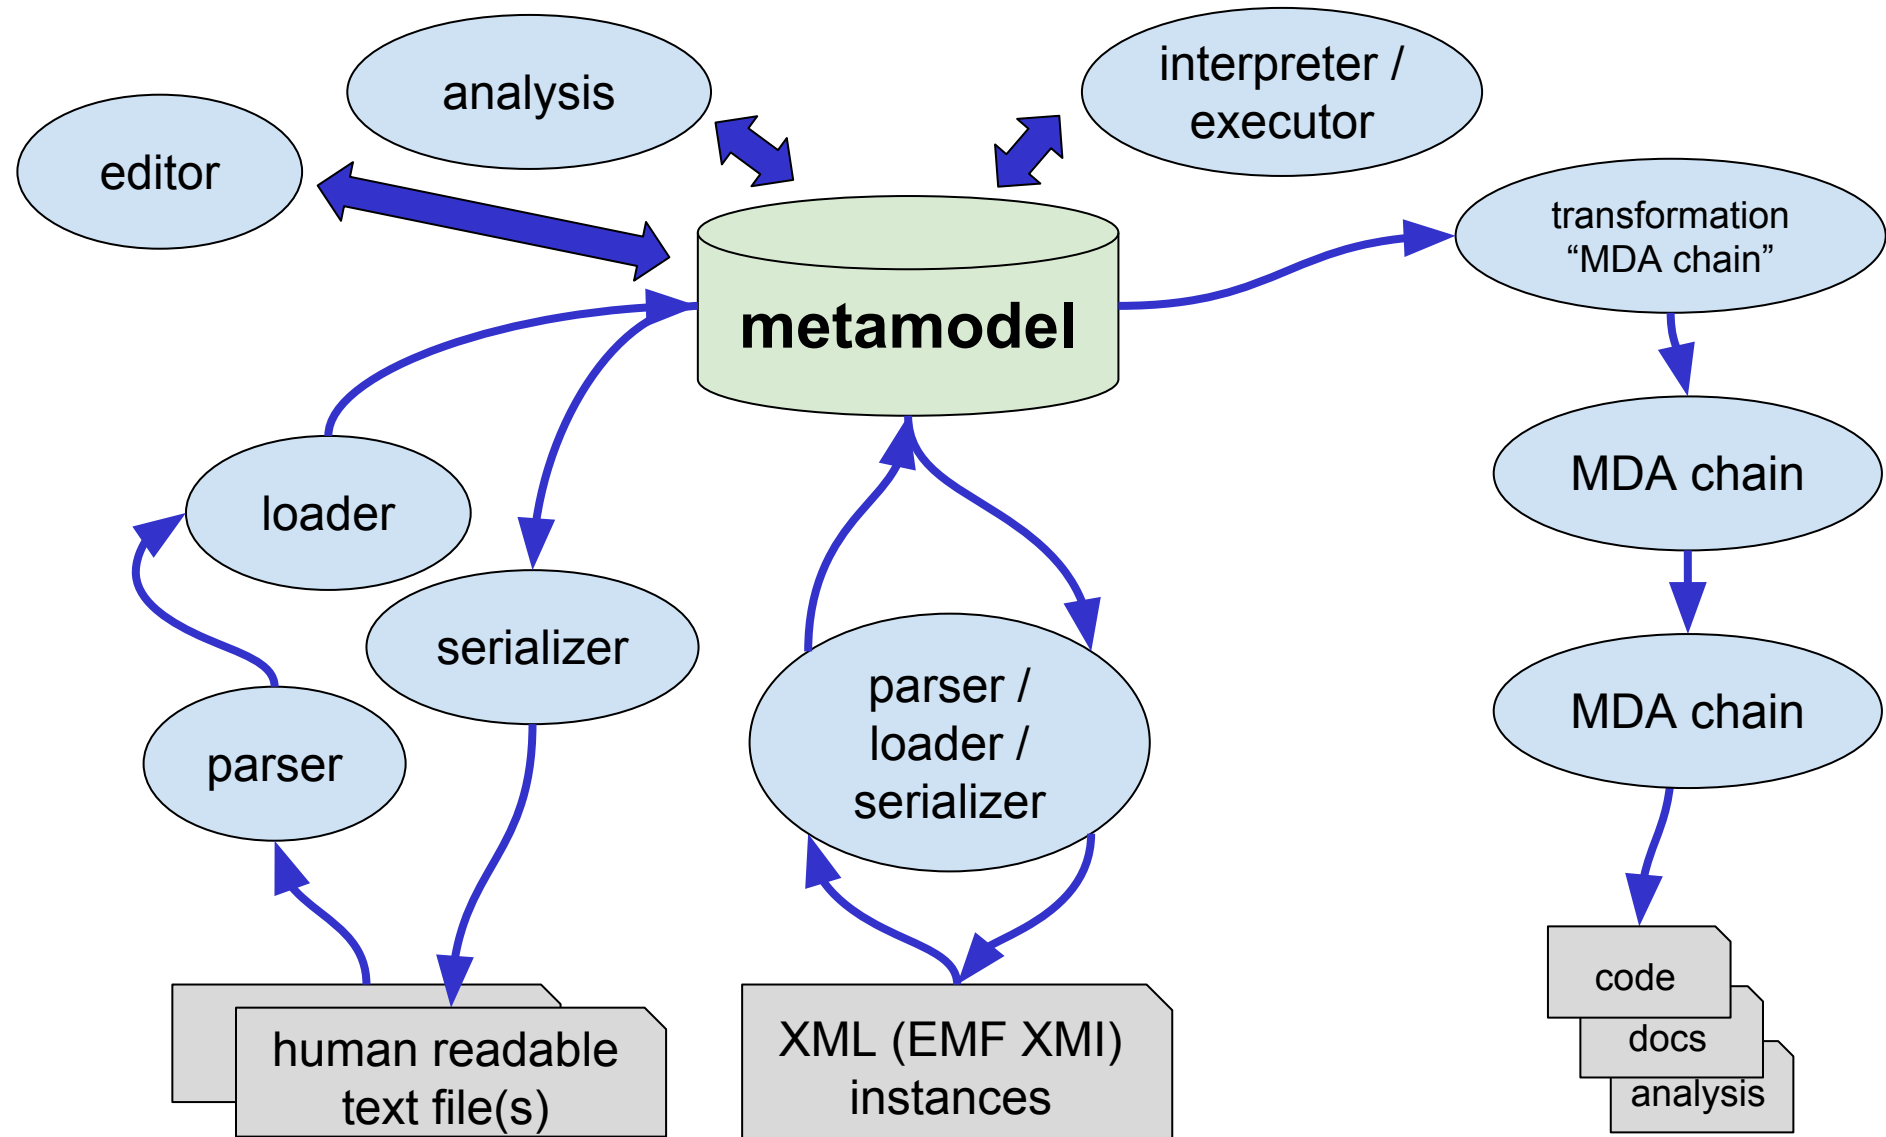 analysis
interpreter /
executor
editor
transformation
“MDA chain”
metamodel
MDA chain
loader
serializer
parser /
loader /
serializer
MDA chain
parser
code
docs
analysis
human readable
text file(s)
XML (EMF XMI)
instances